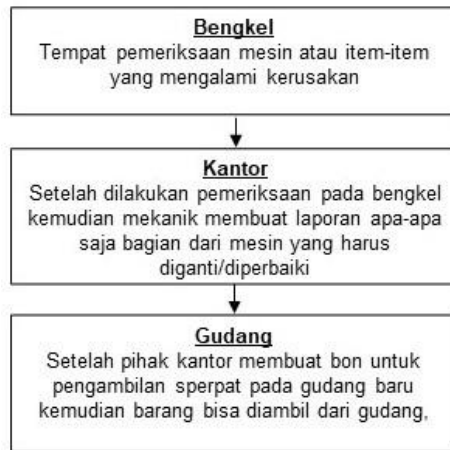 Bengkel
Tempat pemeriksaan mesin atau item-item
yang mengalami kerusakan
Kantor
Setelah dilakukan pemeriksaan pada bengkel
kemudian mekanik membuat laporan apa-apa
saja bagian dari mesin yang harus
diganti/diperbaiki
Gudang
Setelah pihak kantor membuat bon untuk
pengambilan sperpat pada gudang baru
kemudian barang bisa diambil dari gudang,